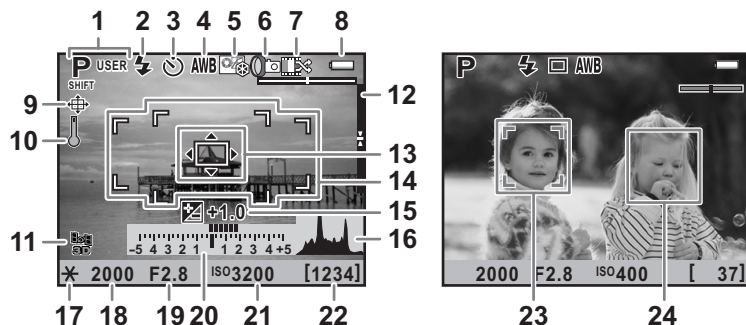 1 2 3 4 5 6 7 8
P USER AWB P AWB
SHIFT
9
12
10
13
14
+1.0 15
16
11 3D
-5 4 3 2 1 1 2 3 4 +5
2000 F2.8 ISO3200 [1234] 2000 F2.8 ISO400 [ 37]
17 18 19 20 21 22 23 24